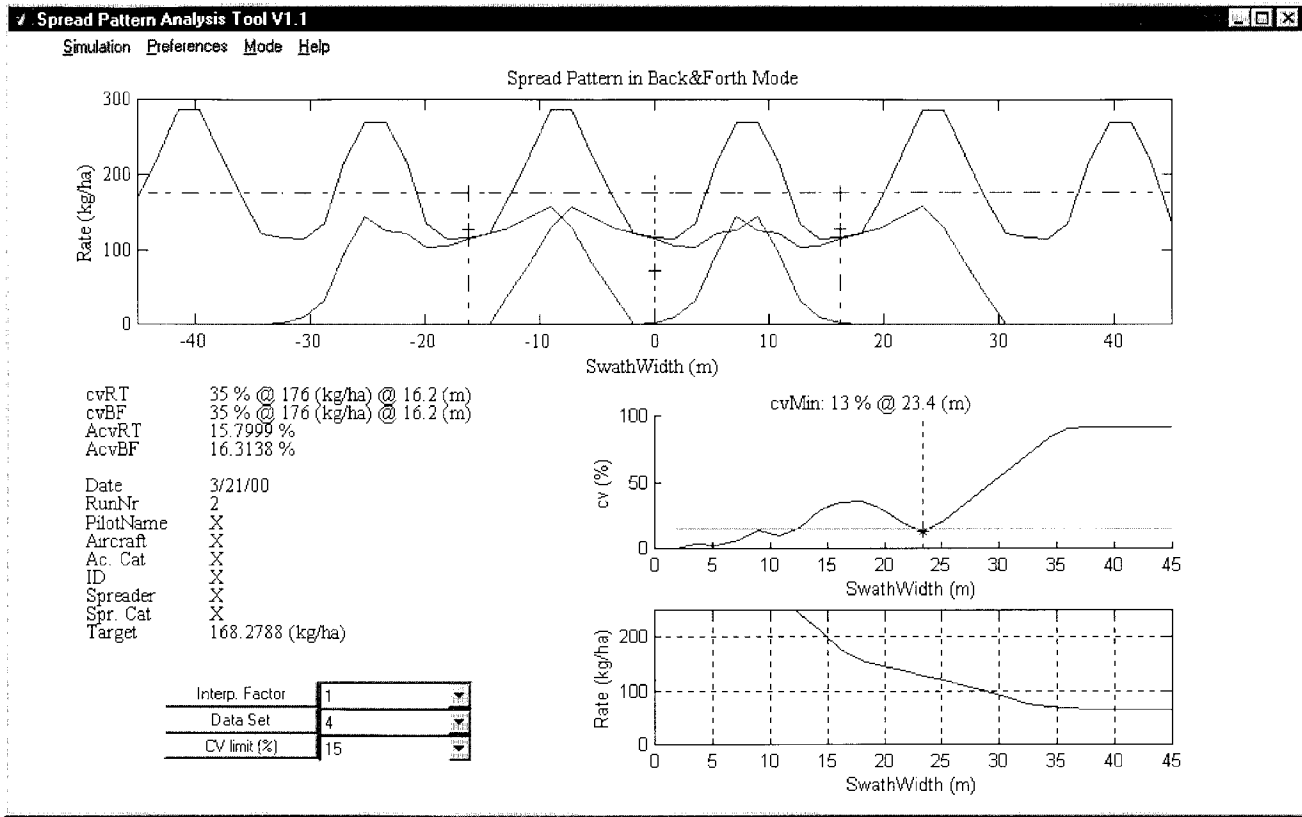 Spread Pattern Analysis Tool V1.1
Simulation Preferences Mode Help
Spread Pattern in Back&Forth Mode
300
200
100
0
Rate (kg/ha)
-40 -30 -20 -10 0 10 20 30 40
SwathWidth (m)
cvRT 35 % @ 176 (kg/ha) @ 16.2 (m)
cvBF 35 % @ 176 (kg/ha) @ 16.2 (m)
AcvRT 15.7999 %
AcvBF 16.3138 %
Date 3/21/00
RunNr 2
PilotName X
Aircraft X
Ac. Cat X
ID X
Spreader X
Spr. Cat X
Target 168.2788 (kg/ha)
Interp. Factor 1
Data Set 4
CV limit (%) 15
cvMin: 13 % @ 23.4 (m)
100
50
0
cv (%)
0 5 10 15 20 25 30 35 40 45
SwathWidth (m)
200
100
0
Rate (kg/ha)
0 5 10 15 20 25 30 35 40 45
SwathWidth (m)